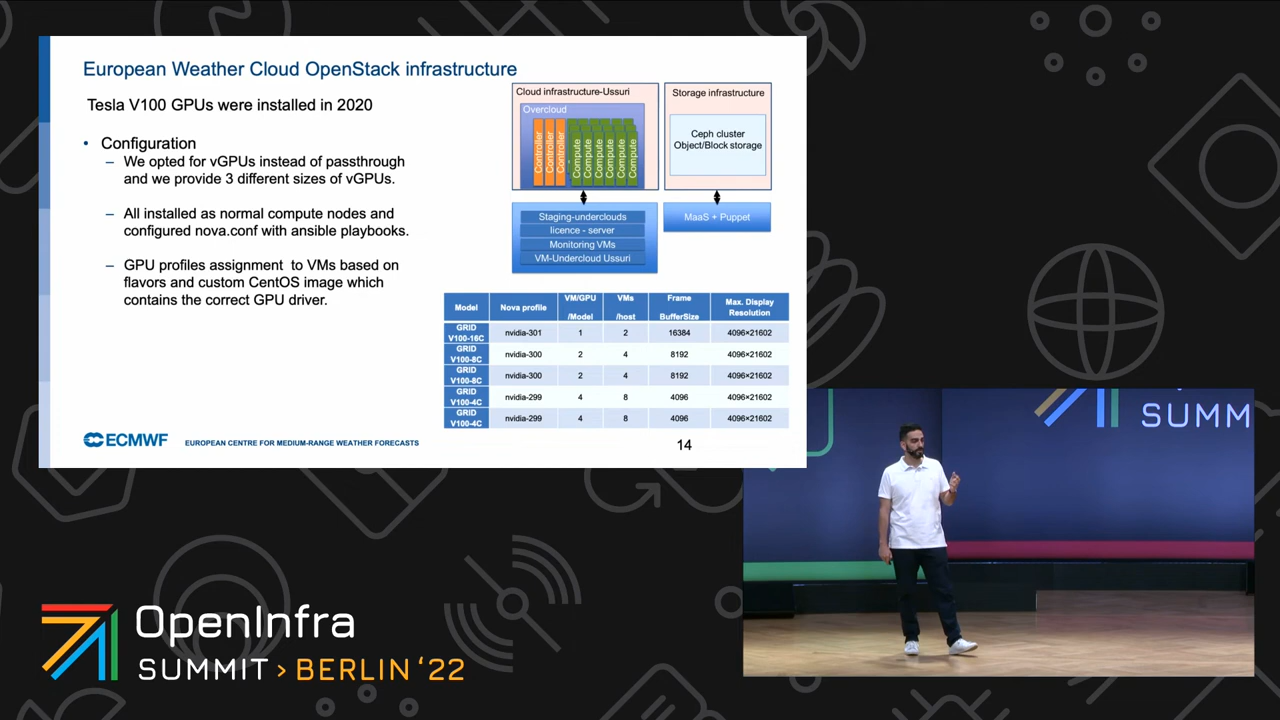 European Weather Cloud OpenStack infrastructure
Tesla V100 GPUs were installed in 2020
• Configuration
– We opted for vGPUs instead of passthrough
and we provide 3 different sizes of vGPUs.
– All installed as normal compute nodes and
configured nova.conf with ansible playbooks.
– GPU profiles assignment to VMs based on
flavors and custom CentOS image which
contains the correct GPU driver.
Cloud infrastructure-Ussuri
Overcloud
Controller
Controller
Controller
Compute
Compute
Compute
Compute
Compute
Compute
Staging-underclouds
licence - server
Monitoring VMs
VM-Undercloud Ussuri
Storage infrastructure
Ceph cluster
Object/Block storage
MaaS + Puppet
Model Nova profile VM/GPU /Model VMs /host Frame BufferSize Max. Display Resolution
GRID V100-16C nvidia-301 1 2 16384 4096×21602
GRID V100-8C nvidia-300 2 4 8192 4096×21602
GRID V100-8C nvidia-300 2 4 8192 4096×21602
GRID V100-4C nvidia-299 4 8 4096 4096×21602
GRID V100-4C nvidia-299 4 8 4096 4096×21602
ECMWF EUROPEAN CENTRE FOR MEDIUM-RANGE WEATHER FORECASTS
14
SUMM
OpenInfra
SUMMIT > BERLIN '22